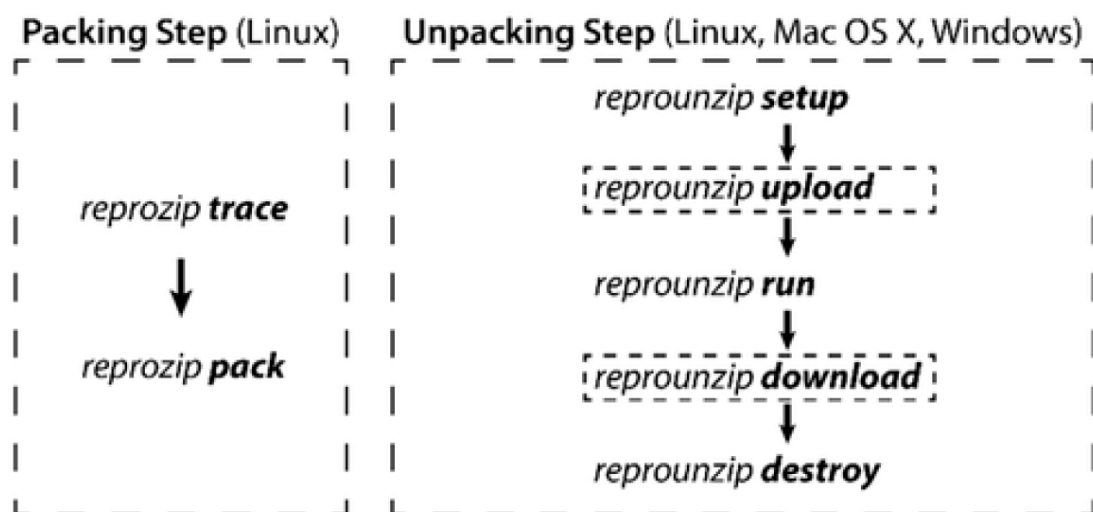 Packing Step (Linux)
reprozip trace
reprozip pack
Unpacking Step (Linux, Mac OS X, Windows)
reprounzip setup
reprounzip upload
reprounzip run
reprounzip download
reprounzip destroy